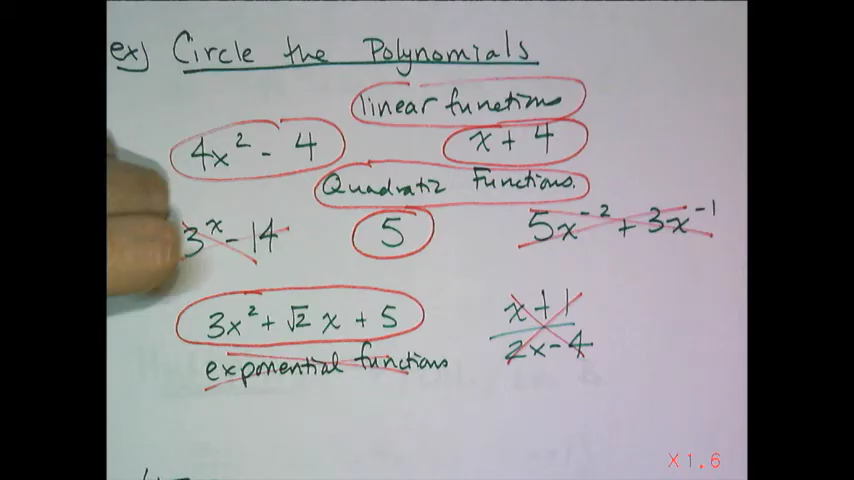 ex) Circle the Polynomials
linear functions
4x² - 4
x + 4
Quadratic Functions.
3ˣ - 14
5
5x⁻² + 3x⁻¹
3x² + √2 x + 5
x + 1
2x - 4
exponential functions
X1.6